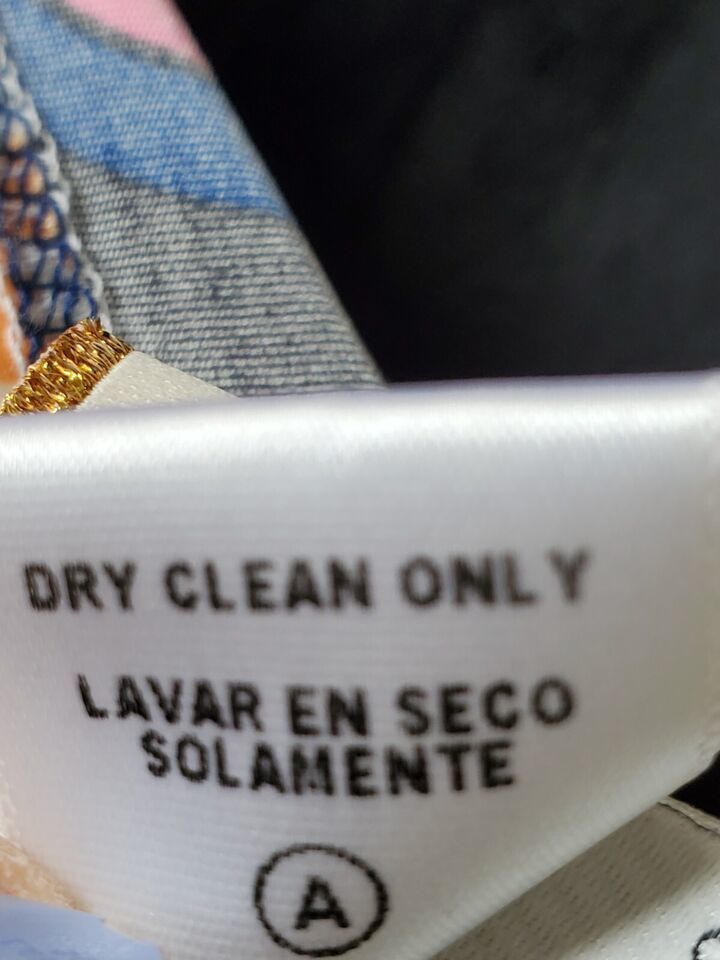 DRY CLEAN ONLY
LAVAR EN SECO
SOLAMENTE
A